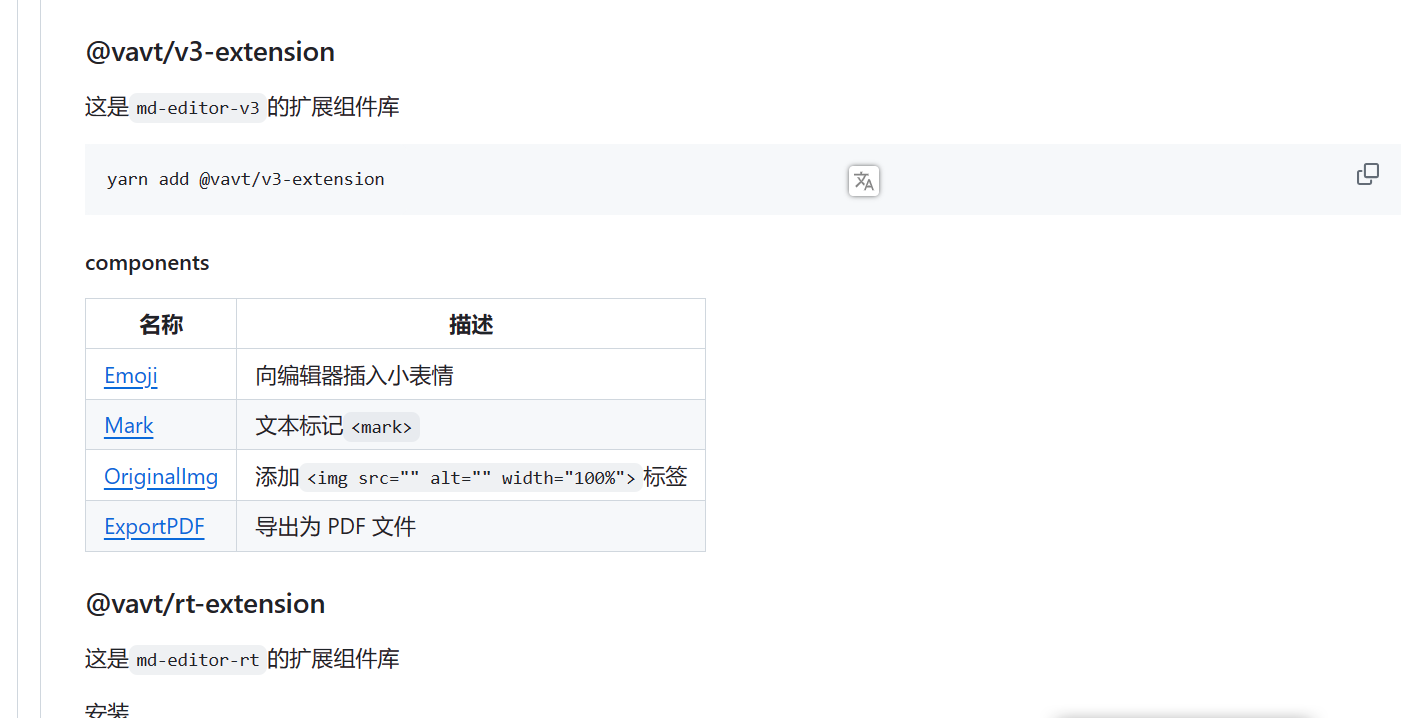 @vavt/v3-extension
这是 md-editor-v3 的扩展组件库
yarn add @vavt/v3-extension
components
名称 描述
Emoji 向编辑器插入小表情
Mark 文本标记 <mark>
OriginalImg 添加 <img src="" alt="" width="100%"> 标签
ExportPDF 导出为 PDF 文件
@vavt/rt-extension
这是 md-editor-rt 的扩展组件库
安装